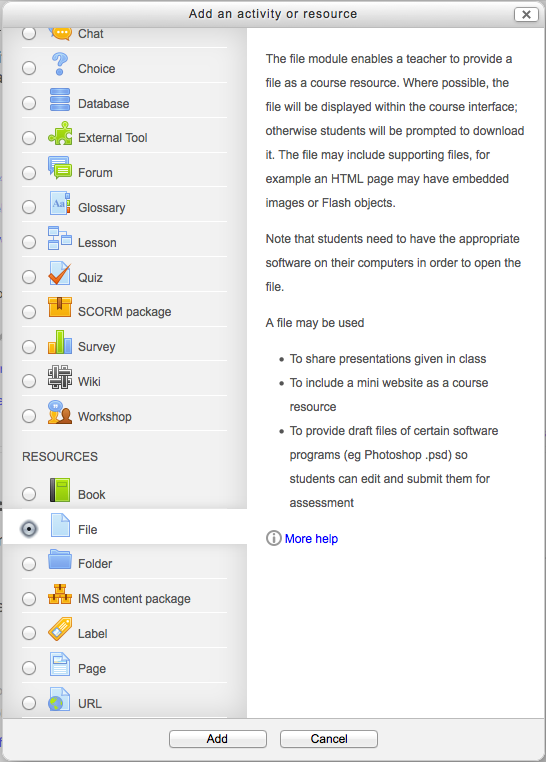 Add an activity or resource
Chat
Choice
Database
External Tool
Forum
Glossary
Lesson
Quiz
SCORM package
Survey
Wiki
Workshop
RESOURCES
Book
File
Folder
IMS content package
Label
Page
URL
The file module enables a teacher to provide a
file as a course resource. Where possible, the
file will be displayed within the course interface;
otherwise students will be prompted to download
it. The file may include supporting files, for
example an HTML page may have embedded
images or Flash objects.
Note that students need to have the appropriate
software on their computers in order to open the
file.
A file may be used
• To share presentations given in class
• To include a mini website as a course
resource
• To provide draft files of certain software
programs (eg Photoshop .psd) so
students can edit and submit them for
assessment
More help
Add
Cancel